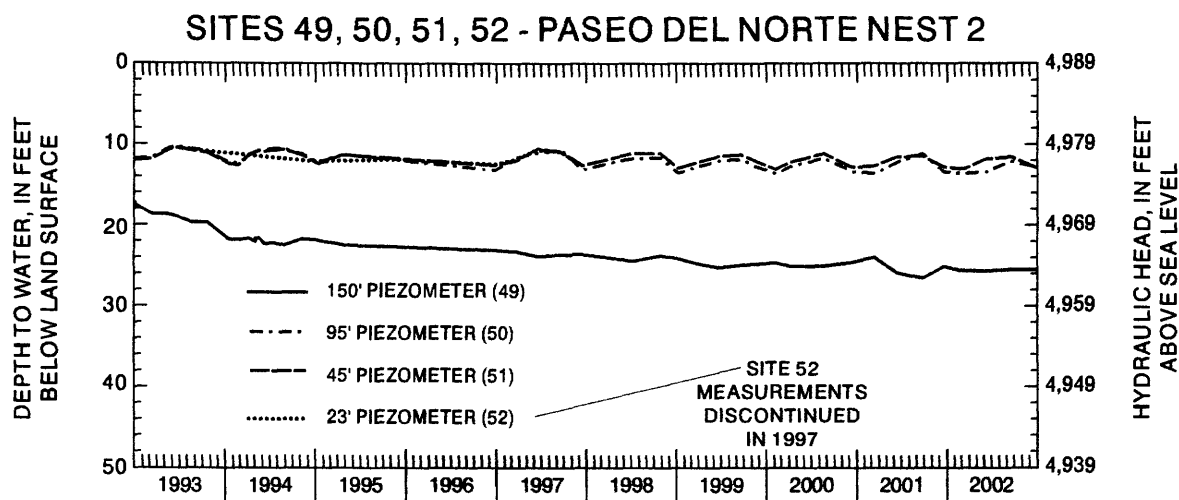 SITES 49, 50, 51, 52 - PASEO DEL NORTE NEST 2
DEPTH TO WATER, IN FEET
BELOW LAND SURFACE
0
10
20
30
40
50
4,989
4,979
4,969
4,959
4,949
4,939
HYDRAULIC HEAD, IN FEET
ABOVE SEA LEVEL
150' PIEZOMETER (49)
95' PIEZOMETER (50)
45' PIEZOMETER (51)
23' PIEZOMETER (52)
SITE 52
MEASUREMENTS
DISCONTINUED
IN 1997
1993 1994 1995 1996 1997 1998 1999 2000 2001 2002